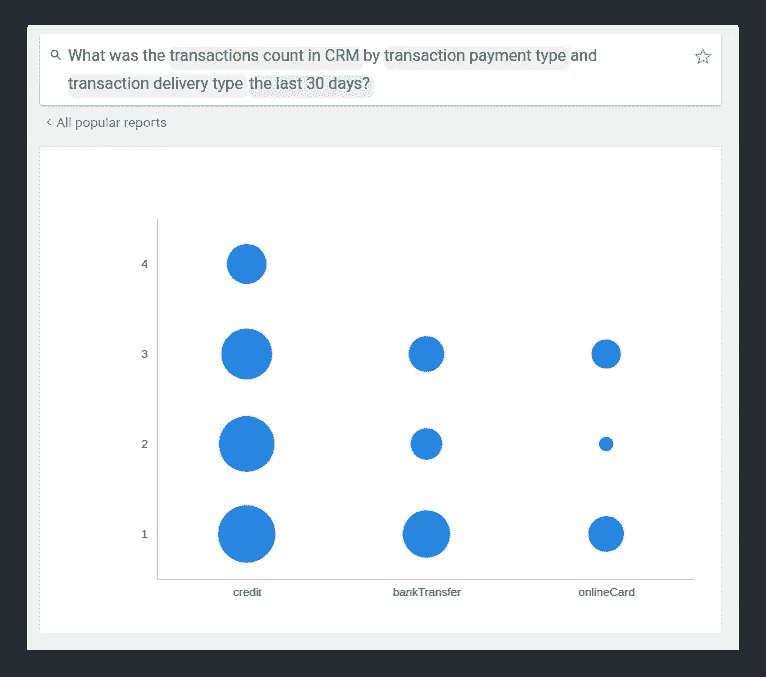 What was the transactions count in CRM by transaction payment type and
transaction delivery type the last 30 days?
< All popular reports
4
3
2
1
credit bankTransfer onlineCard